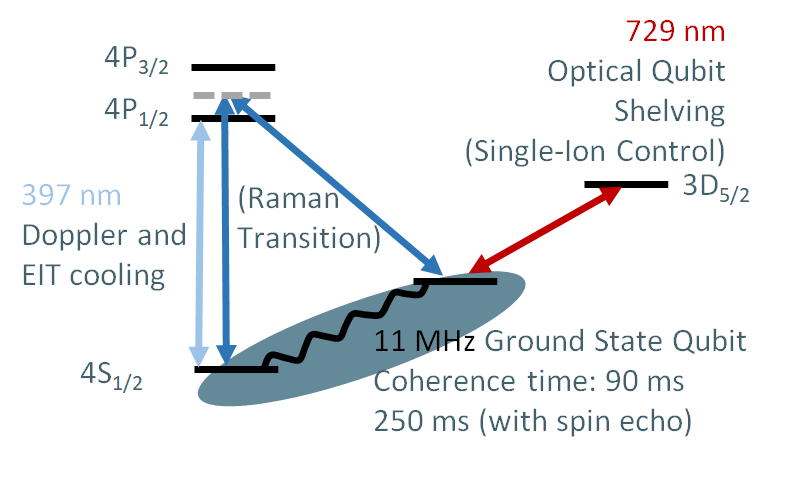 729 nm
Optical Qubit
Shelving
(Single-Ion Control)
4P3/2
4P1/2
3D5/2
397 nm
Doppler and
EIT cooling
(Raman
Transition)
4S1/2
11 MHz Ground State Qubit
Coherence time: 90 ms
250 ms (with spin echo)